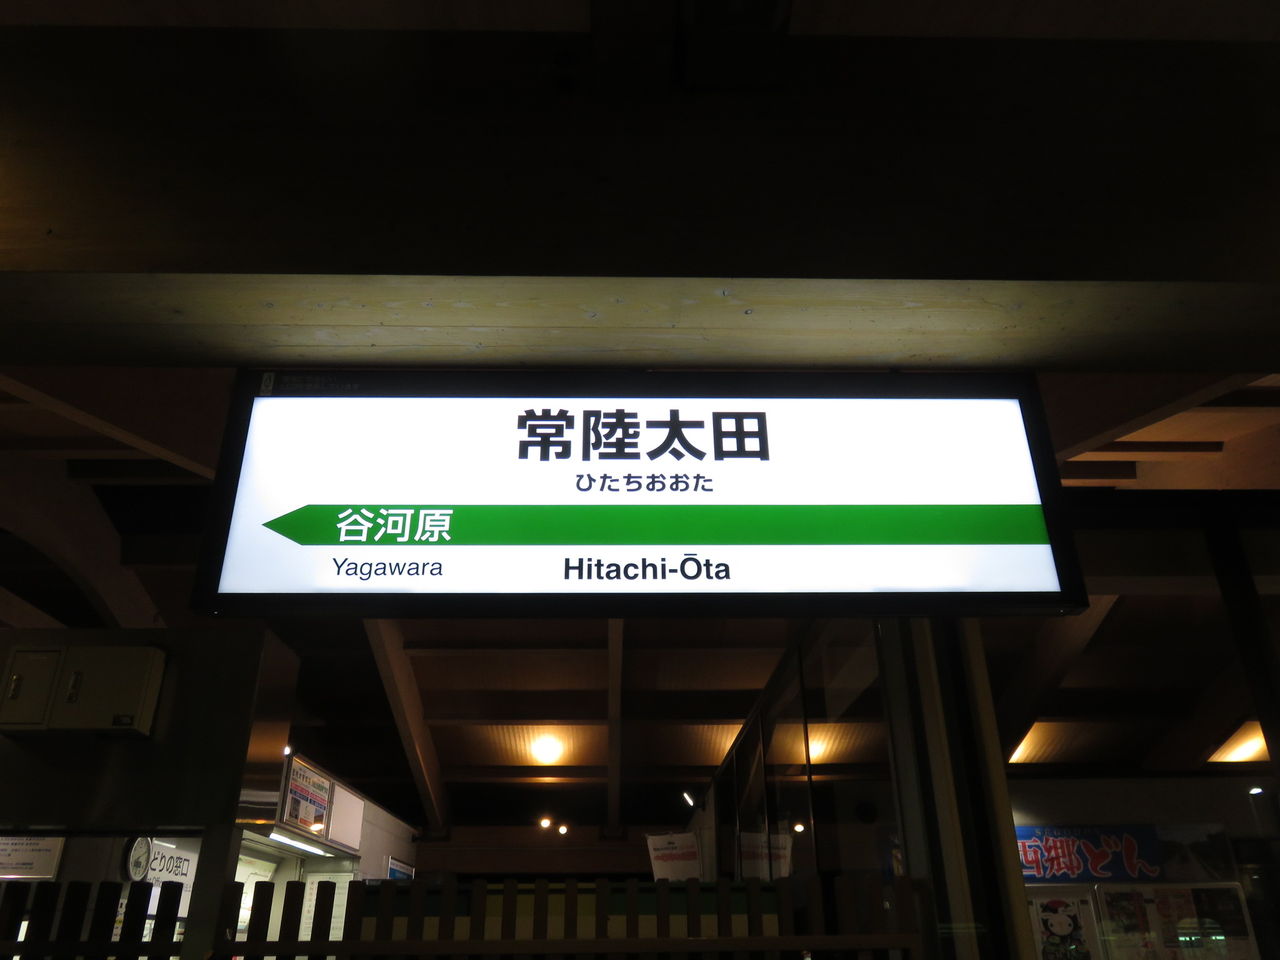 常陸太田
ひたちおおた
谷河原
Yagawara
Hitachi-Ōta
どりの窓口
SEGODON
西郷どん